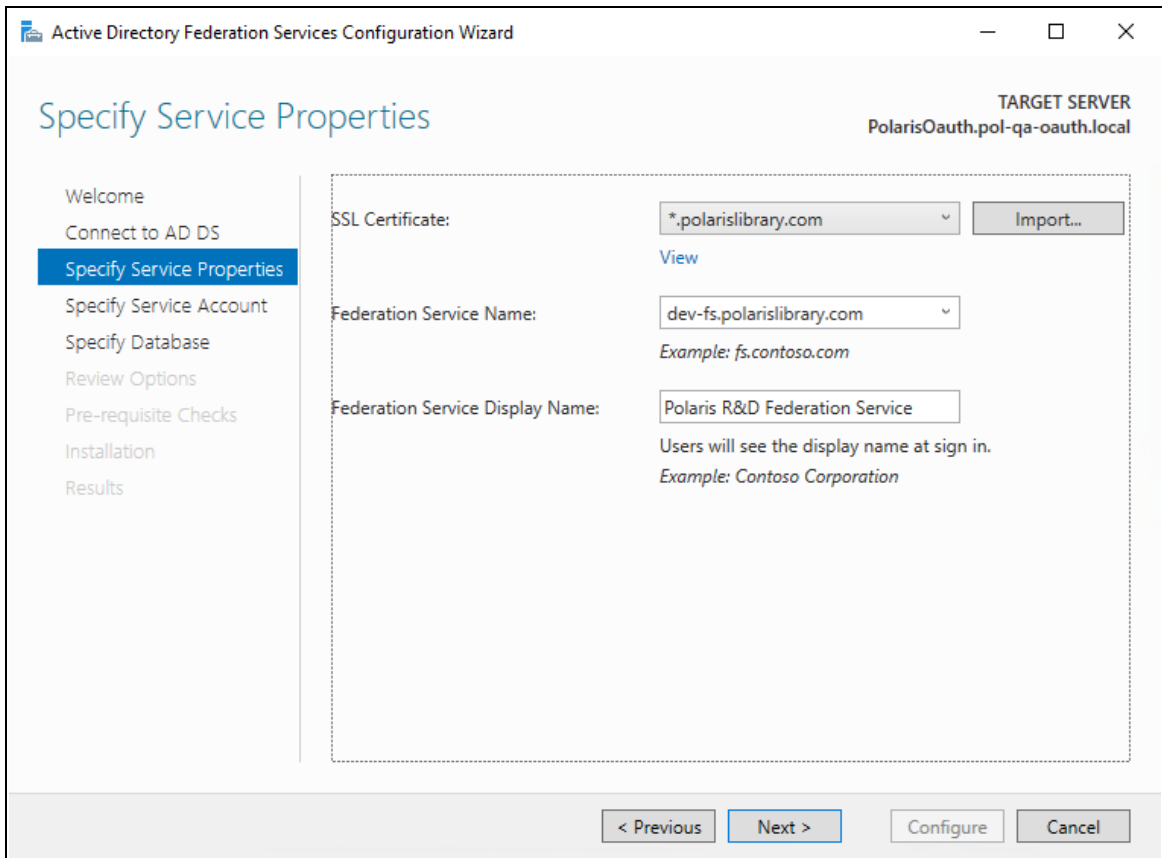 Active Directory Federation Services Configuration Wizard
Specify Service Properties
TARGET SERVER
PolarisOauth.pol-qa-oauth.local
Welcome
Connect to AD DS
Specify Service Properties
Specify Service Account
Specify Database
Review Options
Pre-requisite Checks
Installation
Results
SSL Certificate:
*.polarislibrary.com
Import...
View
Federation Service Name:
dev-fs.polarislibrary.com
Example: fs.contoso.com
Federation Service Display Name:
Polaris R&D Federation Service
Users will see the display name at sign in.
Example: Contoso Corporation
< Previous
Next >
Configure
Cancel